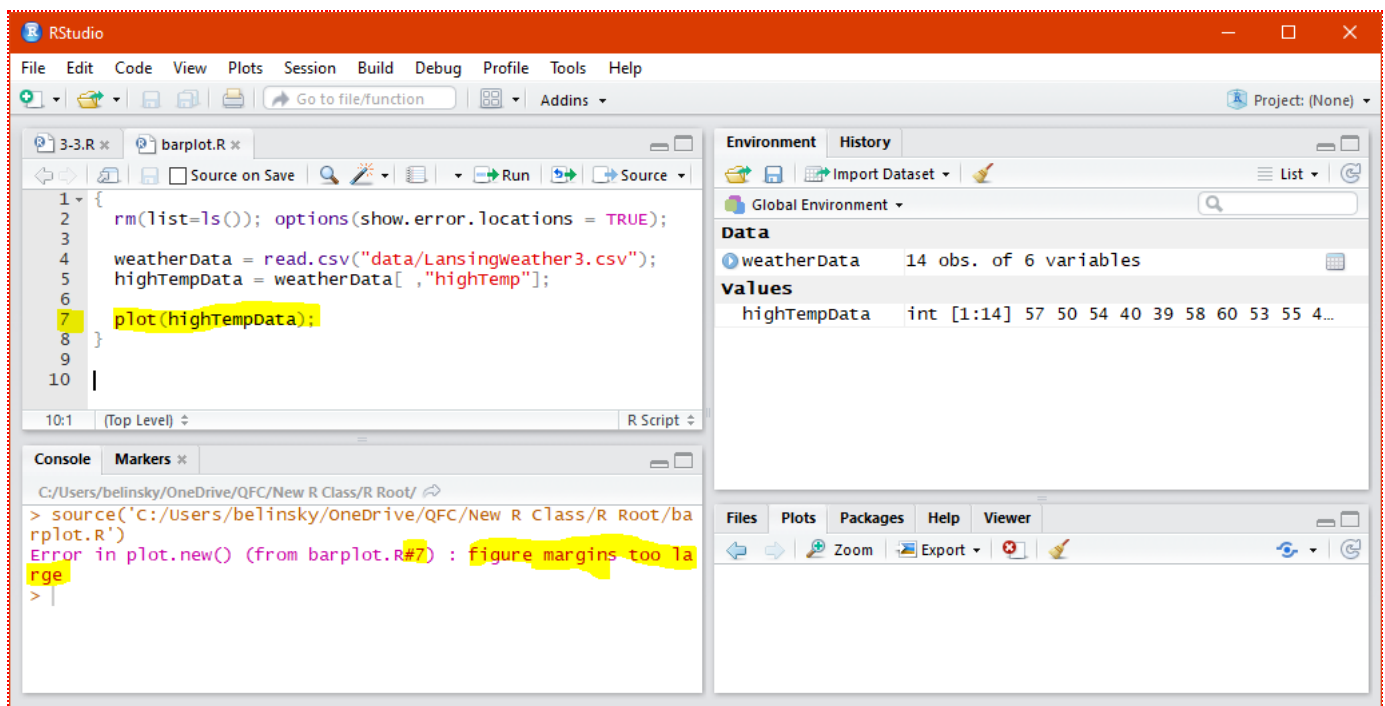 RStudio
File Edit Code View Plots Session Build Debug Profile Tools Help
Go to file/function Addins Project: (None)
3-3.R barplot.R
Source on Save Run Source
1 {
2 rm(list=ls()); options(show.error.locations = TRUE);
3
4 weatherData = read.csv("data/LansingWeather3.csv");
5 highTempData = weatherData[ ,"highTemp"];
6
7 plot(highTempData);
8 }
9
10
10:1 (Top Level) R Script
Console Markers
C:/Users/belinsky/OneDrive/QFC/New R Class/R Root/
> source('C:/Users/belinsky/OneDrive/QFC/New R Class/R Root/ba
rplot.R')
Error in plot.new() (from barplot.R#7) : figure margins too la
rge
>
Environment History
Import Dataset List
Global Environment
Data
weatherData 14 obs. of 6 variables
Values
highTempData int [1:14] 57 50 54 40 39 58 60 53 55 4…
Files Plots Packages Help Viewer
Zoom Export